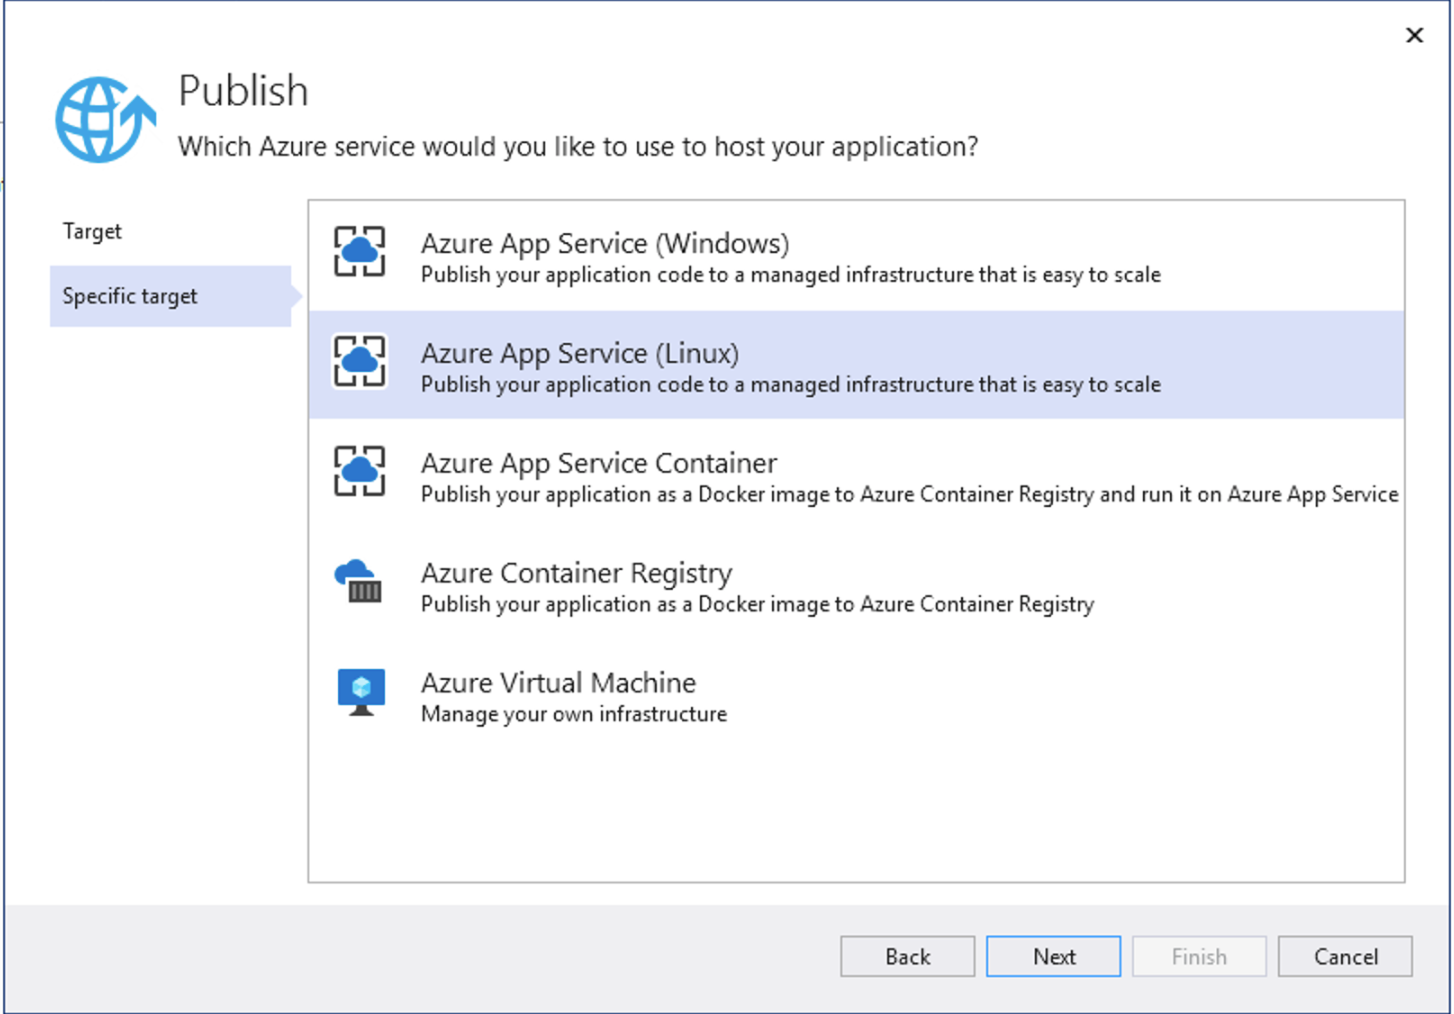 Publish
Which Azure service would you like to use to host your application?
Target
Specific target
Azure App Service (Windows)
Publish your application code to a managed infrastructure that is easy to scale
Azure App Service (Linux)
Publish your application code to a managed infrastructure that is easy to scale
Azure App Service Container
Publish your application as a Docker image to Azure Container Registry and run it on Azure App Service
Azure Container Registry
Publish your application as a Docker image to Azure Container Registry
Azure Virtual Machine
Manage your own infrastructure
Back
Next
Finish
Cancel